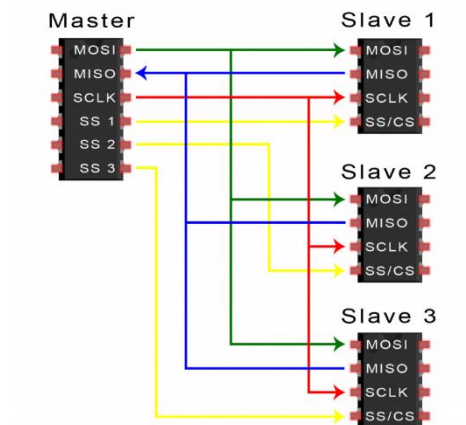 Master
MOSI
MISO
SCLK
SS 1
SS 2
SS 3
Slave 1
MOSI
MISO
SCLK
SS/CS
Slave 2
MOSI
MISO
SCLK
SS/CS
Slave 3
MOSI
MISO
SCLK
SS/CS